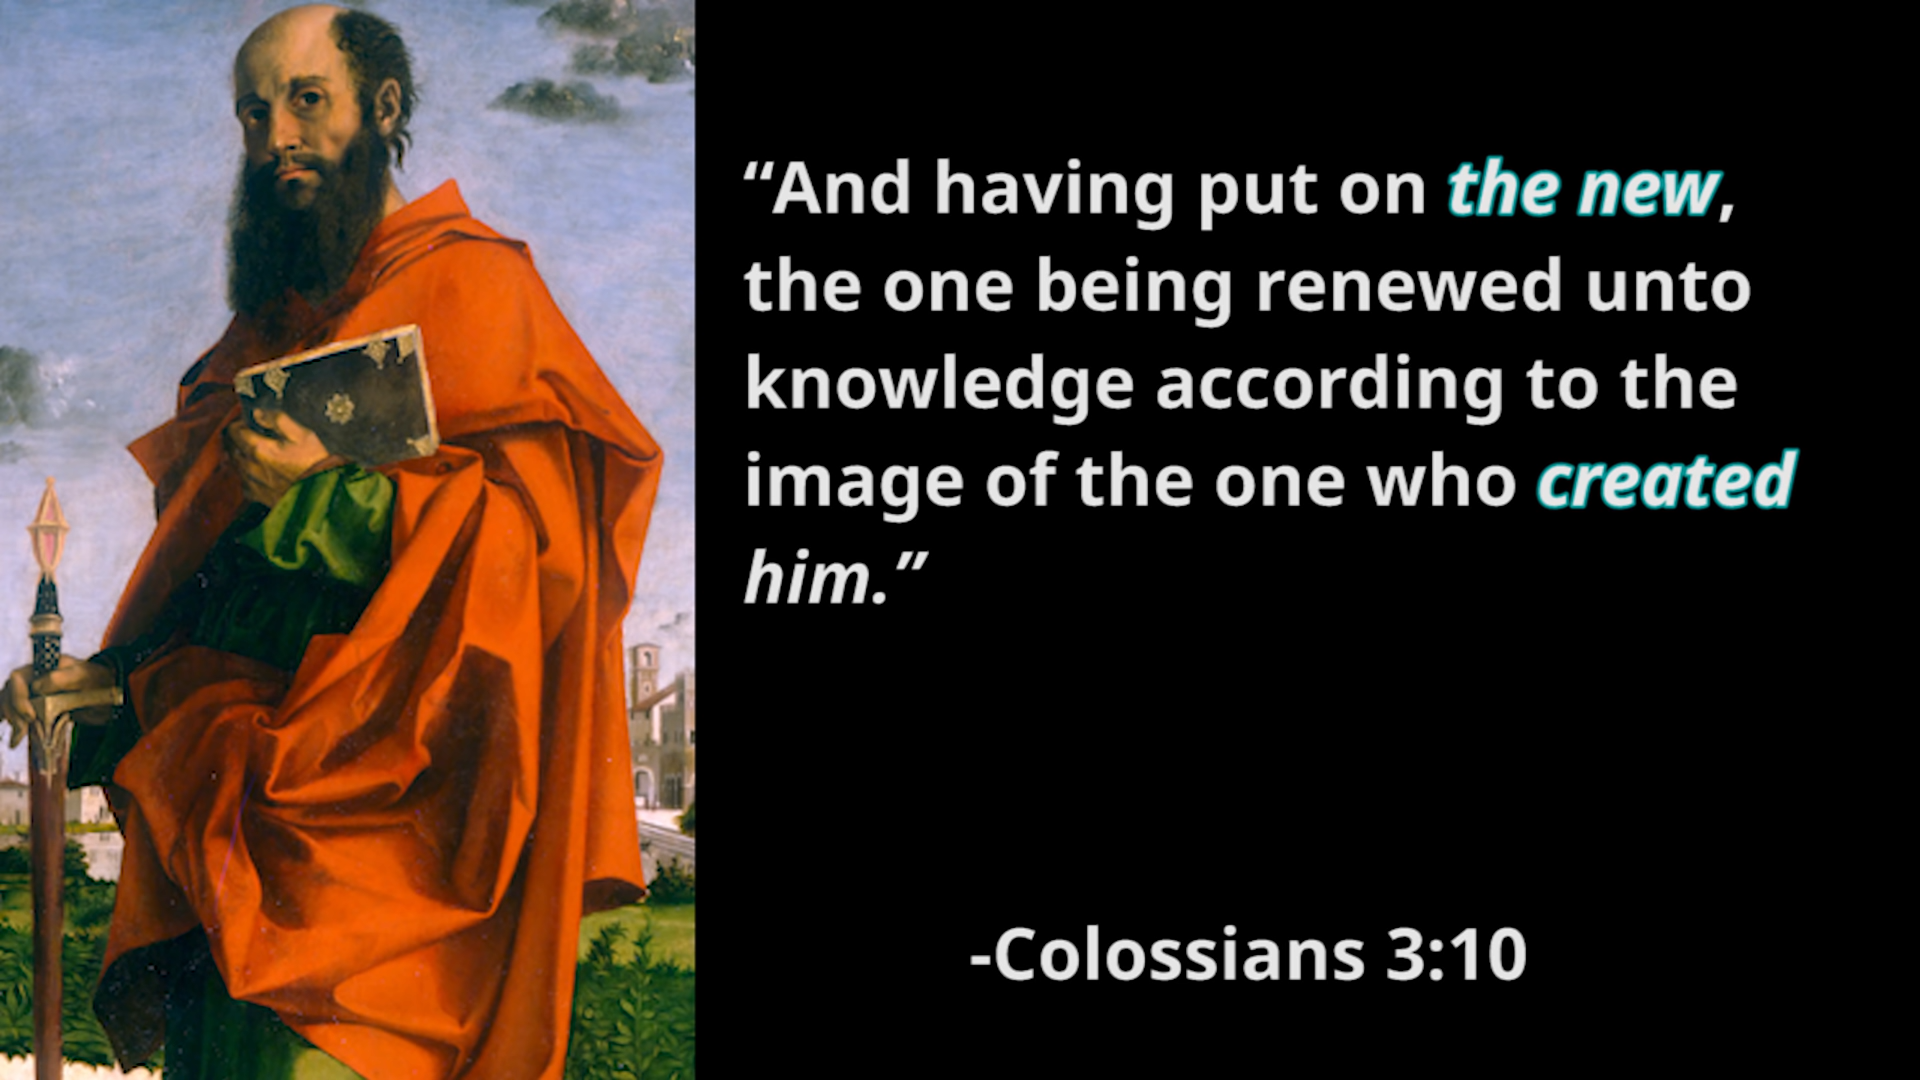 “And having put on the new,
the one being renewed unto
knowledge according to the
image of the one who created
him.”
-Colossians 3:10